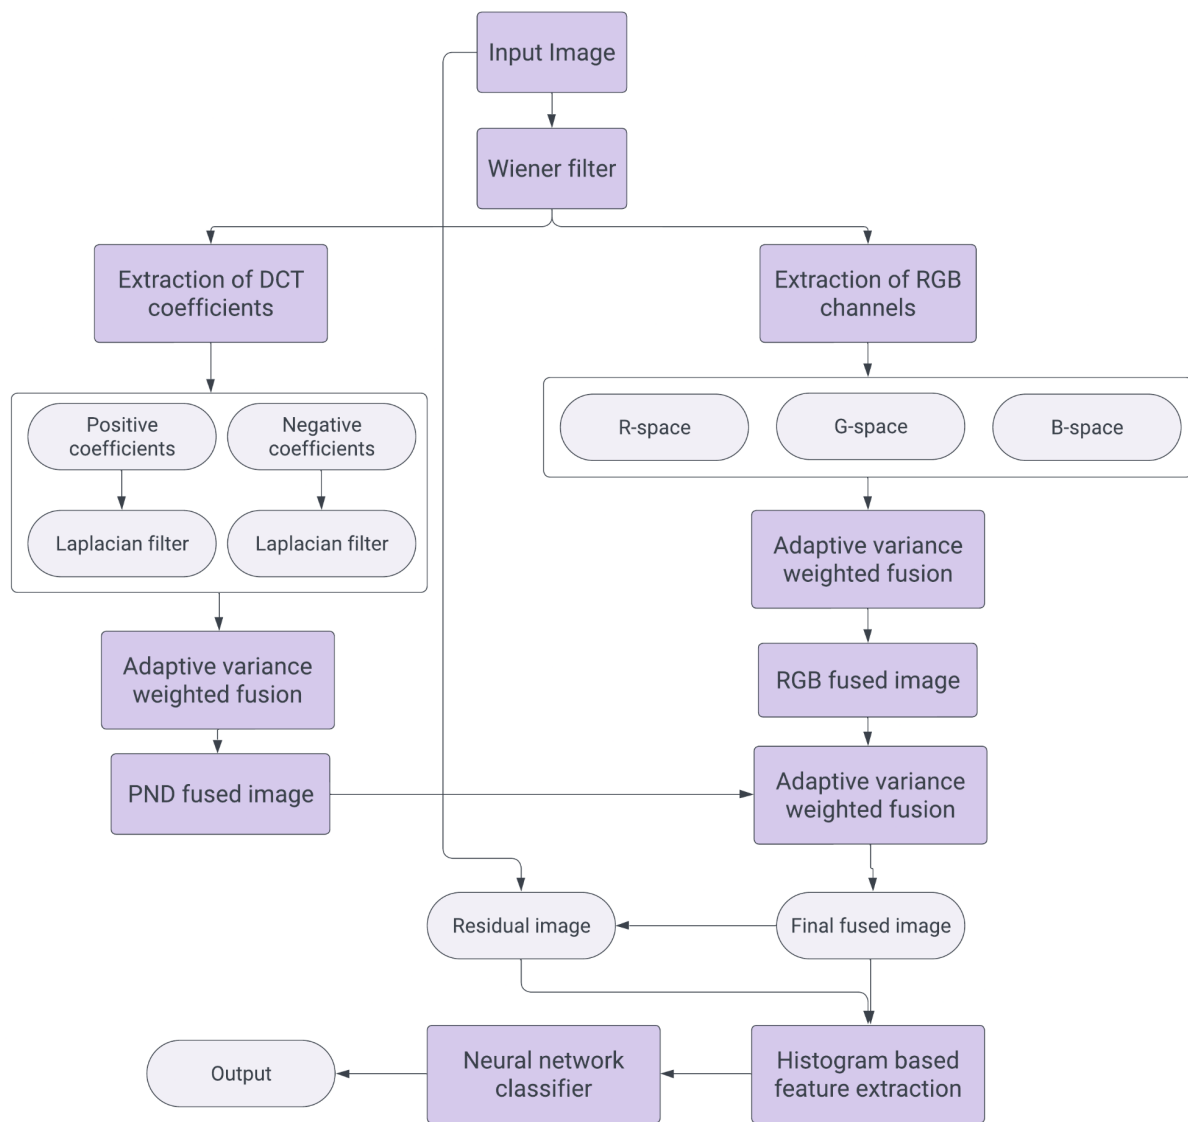 Input Image
Wiener filter
Extraction of DCT
coefficients
Extraction of RGB
channels
Positive
coefficients
Negative
coefficients
R-space
G-space
B-space
Laplacian filter
Laplacian filter
Adaptive variance
weighted fusion
Adaptive variance
weighted fusion
RGB fused image
PND fused image
Adaptive variance
weighted fusion
Residual image
Final fused image
Output
Neural network
classifier
Histogram based
feature extraction